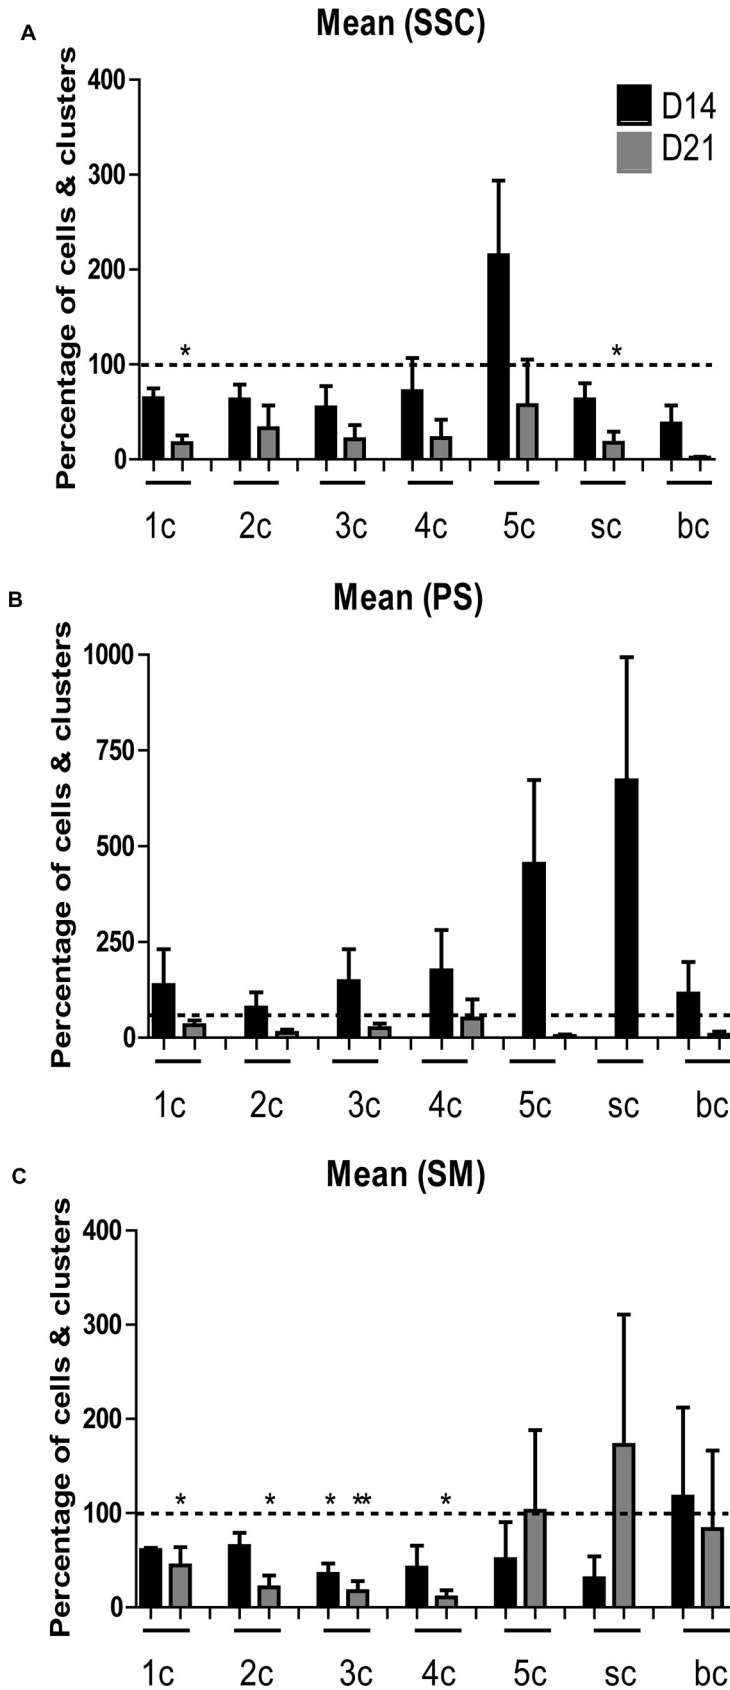 A
Mean (SSC)
Percentage of cells & clusters
400
300
200
100
0
D14
D21
*
*
1c 2c 3c 4c 5c sc bc
B
Mean (PS)
Percentage of cells & clusters
1000
750
500
250
0
1c 2c 3c 4c 5c sc bc
C
Mean (SM)
Percentage of cells & clusters
400
300
200
100
0
* * * ** *
1c 2c 3c 4c 5c sc bc